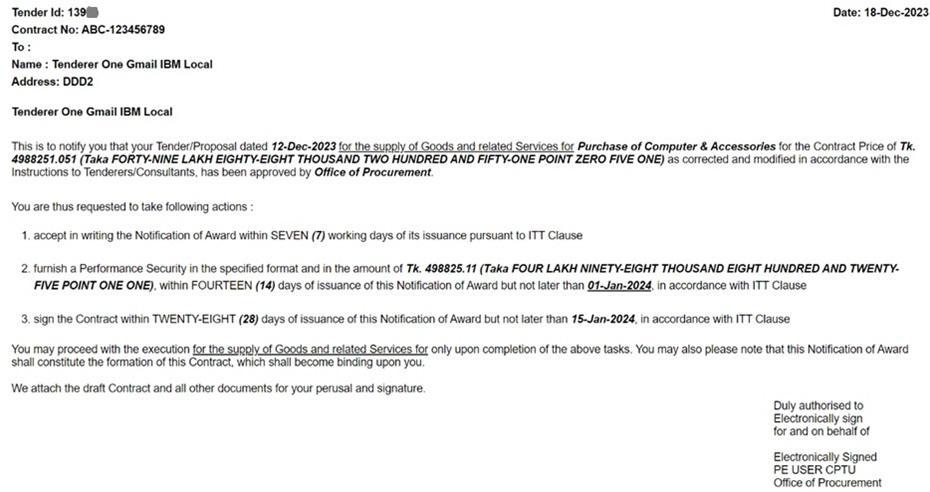 Tender Id: 139
Date: 18-Dec-2023
Contract No: ABC-123456789
To :
Name : Tenderer One Gmail IBM Local
Address: DDD2
Tenderer One Gmail IBM Local
This is to notify you that your Tender/Proposal dated 12-Dec-2023 for the supply of Goods and related Services for Purchase of Computer & Accessories for the Contract Price of Tk.
4988251.051 (Taka FORTY-NINE LAKH EIGHTY-EIGHT THOUSAND TWO HUNDRED AND FIFTY-ONE POINT ZERO FIVE ONE) as corrected and modified in accordance with the
Instructions to Tenderers/Consultants, has been approved by Office of Procurement.
You are thus requested to take following actions :
1. accept in writing the Notification of Award within SEVEN (7) working days of its issuance pursuant to ITT Clause
2. furnish a Performance Security in the specified format and in the amount of Tk. 498825.11 (Taka FOUR LAKH NINETY-EIGHT THOUSAND EIGHT HUNDRED AND TWENTY-
FIVE POINT ONE ONE), within FOURTEEN (14) days of issuance of this Notification of Award but not later than 01-Jan-2024, in accordance with ITT Clause
3. sign the Contract within TWENTY-EIGHT (28) days of issuance of this Notification of Award but not later than 15-Jan-2024, in accordance with ITT Clause
You may proceed with the execution for the supply of Goods and related Services for only upon completion of the above tasks. You may also please note that this Notification of Award
shall constitute the formation of this Contract, which shall become binding upon you.
We attach the draft Contract and all other documents for your perusal and signature.
Duly authorised to
Electronically sign
for and on behalf of
Electronically Signed
PE USER CPTU
Office of Procurement